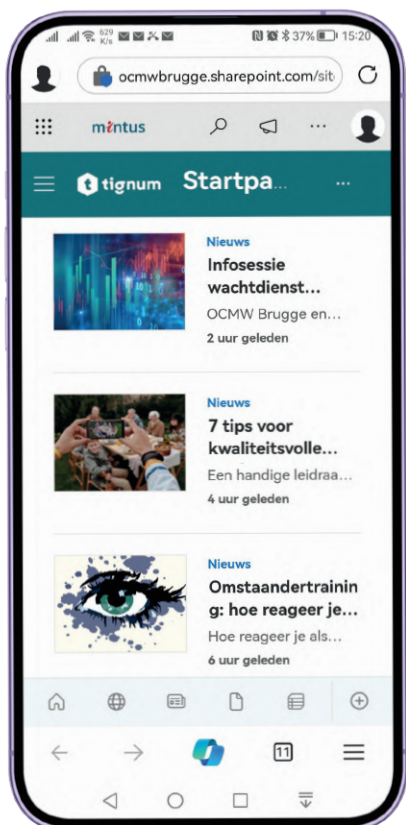 629
K/s
37%
15:20
ocmwbrugge.sharepoint.com/sit
mintus
tignum Startpa...
Nieuws
Infosessie
wachtdienst...
OCMW Brugge en...
2 uur geleden
Nieuws
7 tips voor
kwaliteitsvolle...
Een handige leidraa...
4 uur geleden
Nieuws
Omstaandertrainin
g: hoe reageer je...
Hoe reageer je als...
6 uur geleden
11